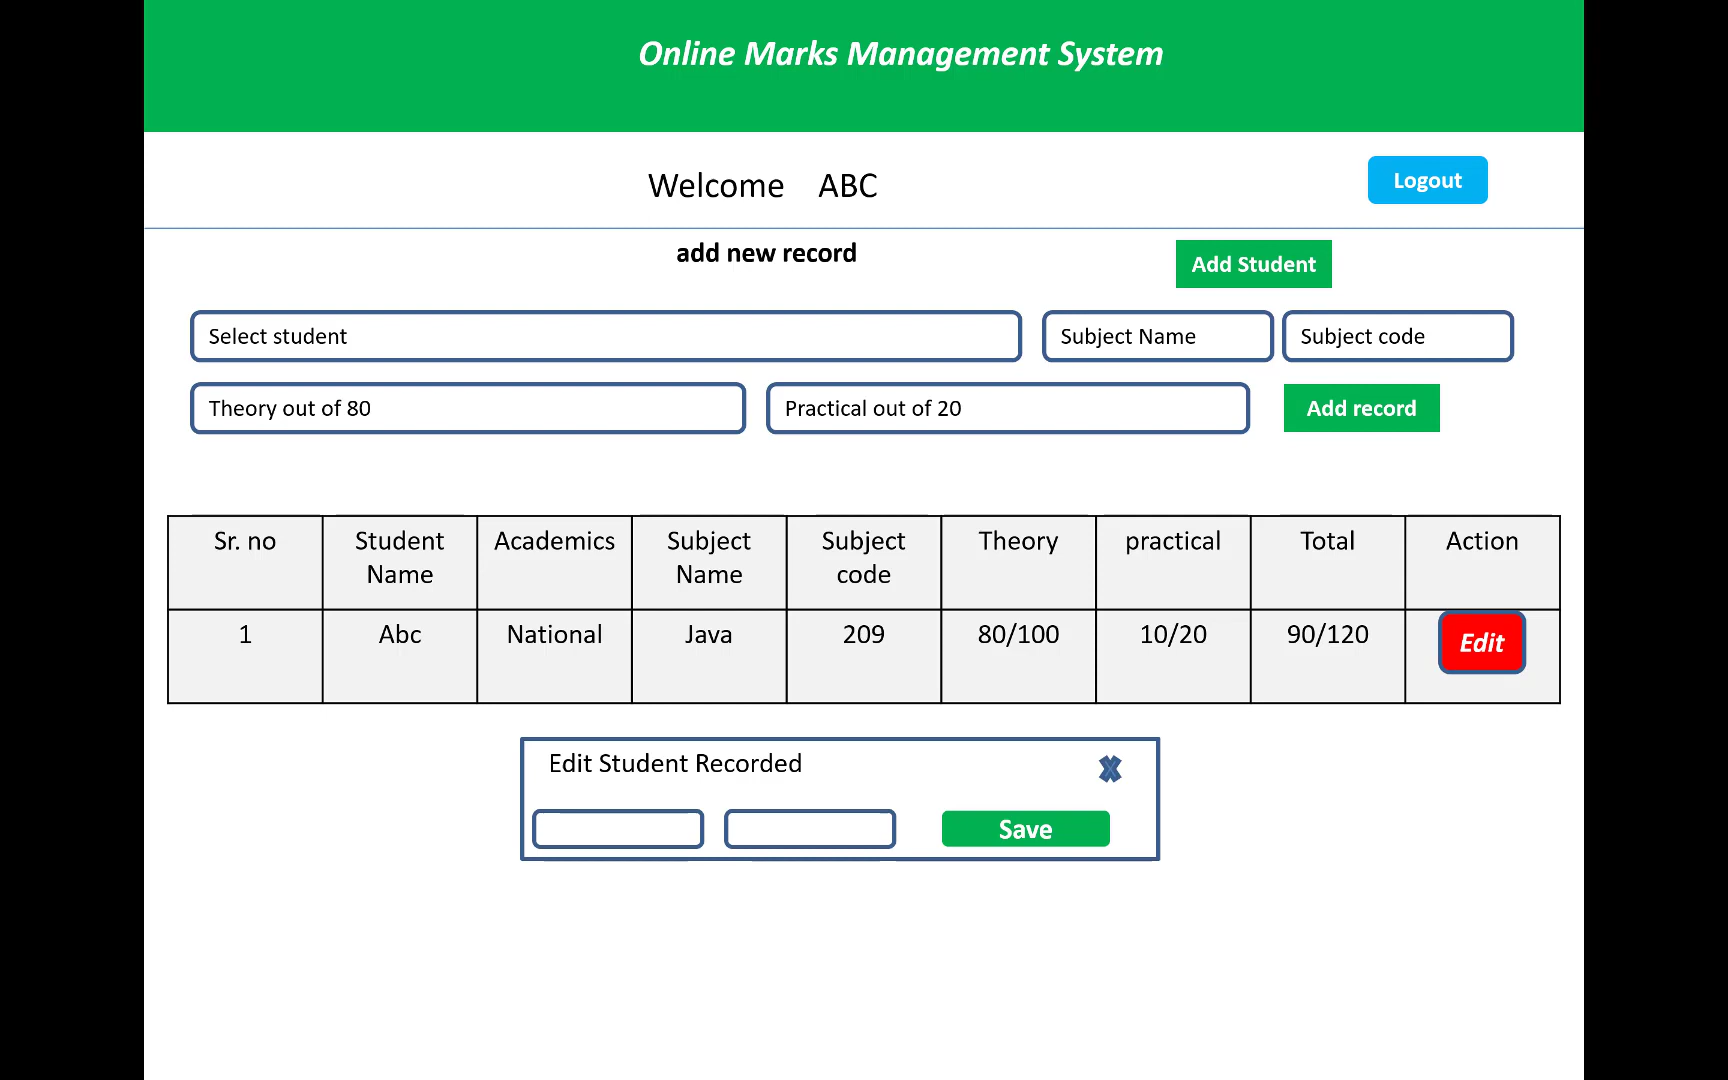 Online Marks Management System
Welcome ABC
Logout
add new record
Add Student
Select student
Subject Name
Subject code
Theory out of 80
Practical out of 20
Add record
Sr. no
Student Name
Academics
Subject Name
Subject code
Theory
practical
Total
Action
1
Abc
National
Java
209
80/100
10/20
90/120
Edit
Edit Student Recorded
X
Save